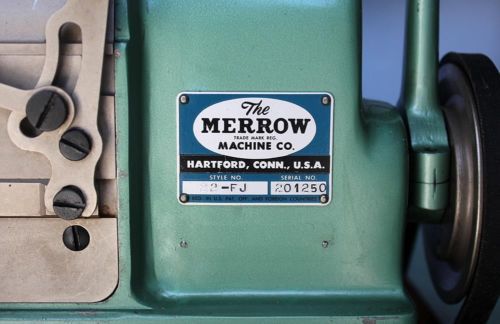 The
MERROW
TRADE MARK REG.
MACHINE CO.
HARTFORD, CONN., U.S.A.
STYLE NO. SERIAL NO.
22-FJ 201250
REG. IN U.S. PAT. OFF. AND FOREIGN COUNTRIES